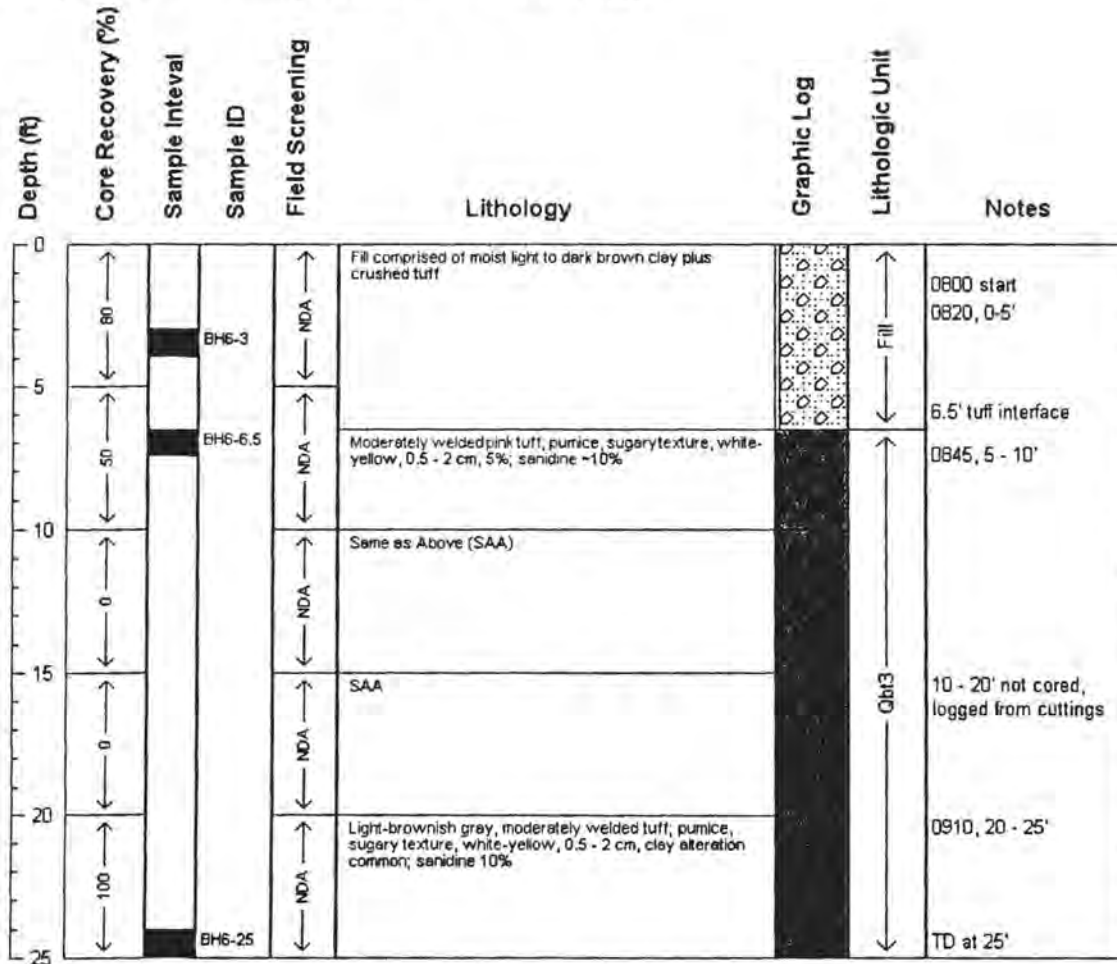 Depth (ft)
Core Recovery (%)
Sample Inteval
Sample ID
Field Screening
Lithology
Graphic Log
Lithologic Unit
Notes
0
Fill comprised of moist light to dark brown clay plus
crushed tuff
0800 start
0820, 0-5'
80
BH6-3
NDA
Fill
5
6.5' tuff interface
BH6-6.5
50
NDA
Moderately welded pink tuff, pumice, sugary texture, white-
yellow, 0.5 - 2 cm, 5%; sanidine ~10%
0845, 5 - 10'
10
Same as Above (SAA)
0
NDA
15
SAA
Qbt3
10 - 20' not cored,
logged from cuttings
0
NDA
20
Light-brownish gray, moderately welded tuff; pumice,
sugary texture, white-yellow, 0.5 - 2 cm, clay alteration
common; sanidine 10%
0910, 20 - 25'
100
NDA
BH6-25
TD at 25'
25